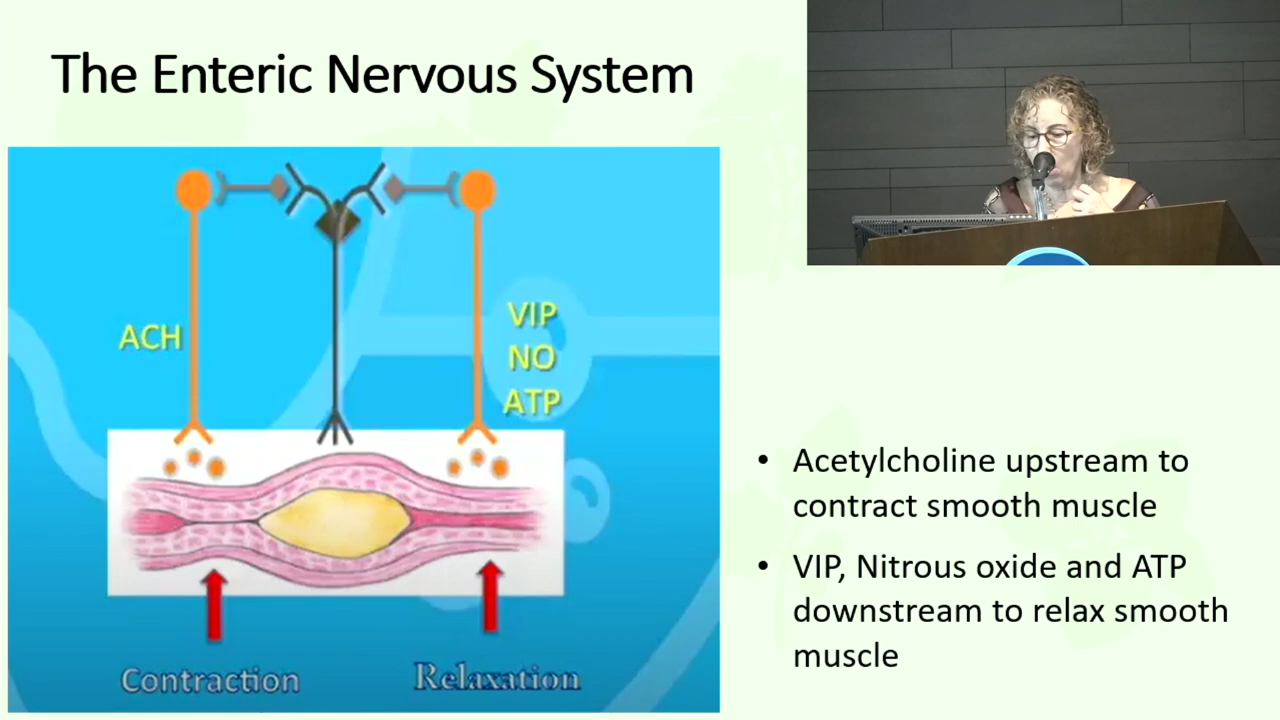 The Enteric Nervous System
ACH
VIP
NO
ATP
Contraction
Relaxation
• Acetylcholine upstream to
contract smooth muscle
• VIP, Nitrous oxide and ATP
downstream to relax smooth
muscle